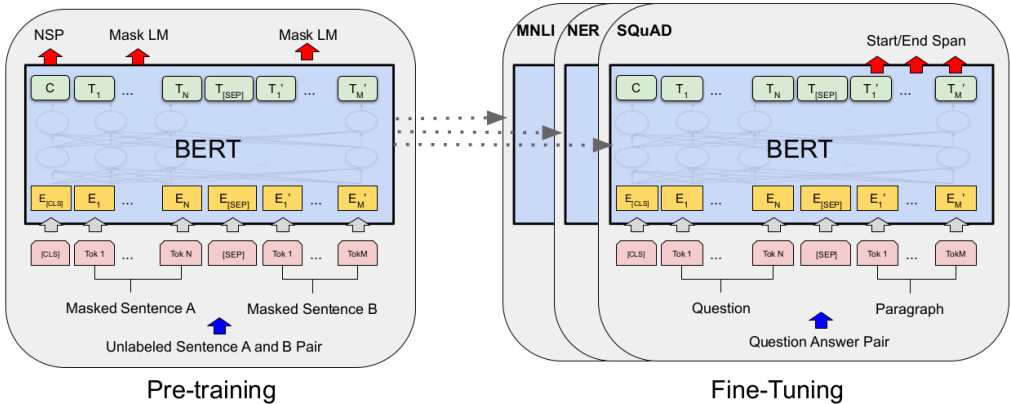 NSP Mask LM Mask LM
C T1 ... TN T[SEP] T1' ... TM'
...
BERT
...
E[CLS] E1 ... EN E[SEP] E1' ... EM'
[CLS] Tok 1 ... Tok N [SEP] Tok 1 ... TokM
Masked Sentence A Masked Sentence B
Unlabeled Sentence A and B Pair
Pre-training
MNLI NER SQuAD
Start/End Span
C T1 ... TN T[SEP] T1' ... TM'
...
BERT
...
E[CLS] E1 ... EN E[SEP] E1' ... EM'
[CLS] Tok 1 ... Tok N [SEP] Tok 1 ... TokM
Question Paragraph
Question Answer Pair
Fine-Tuning